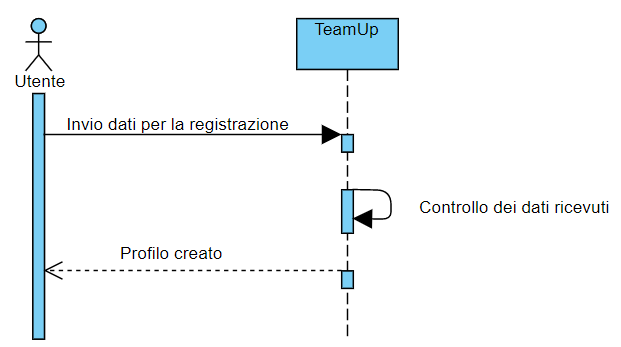 TeamUp
Utente
Invio dati per la registrazione
Controllo dei dati ricevuti
Profilo creato